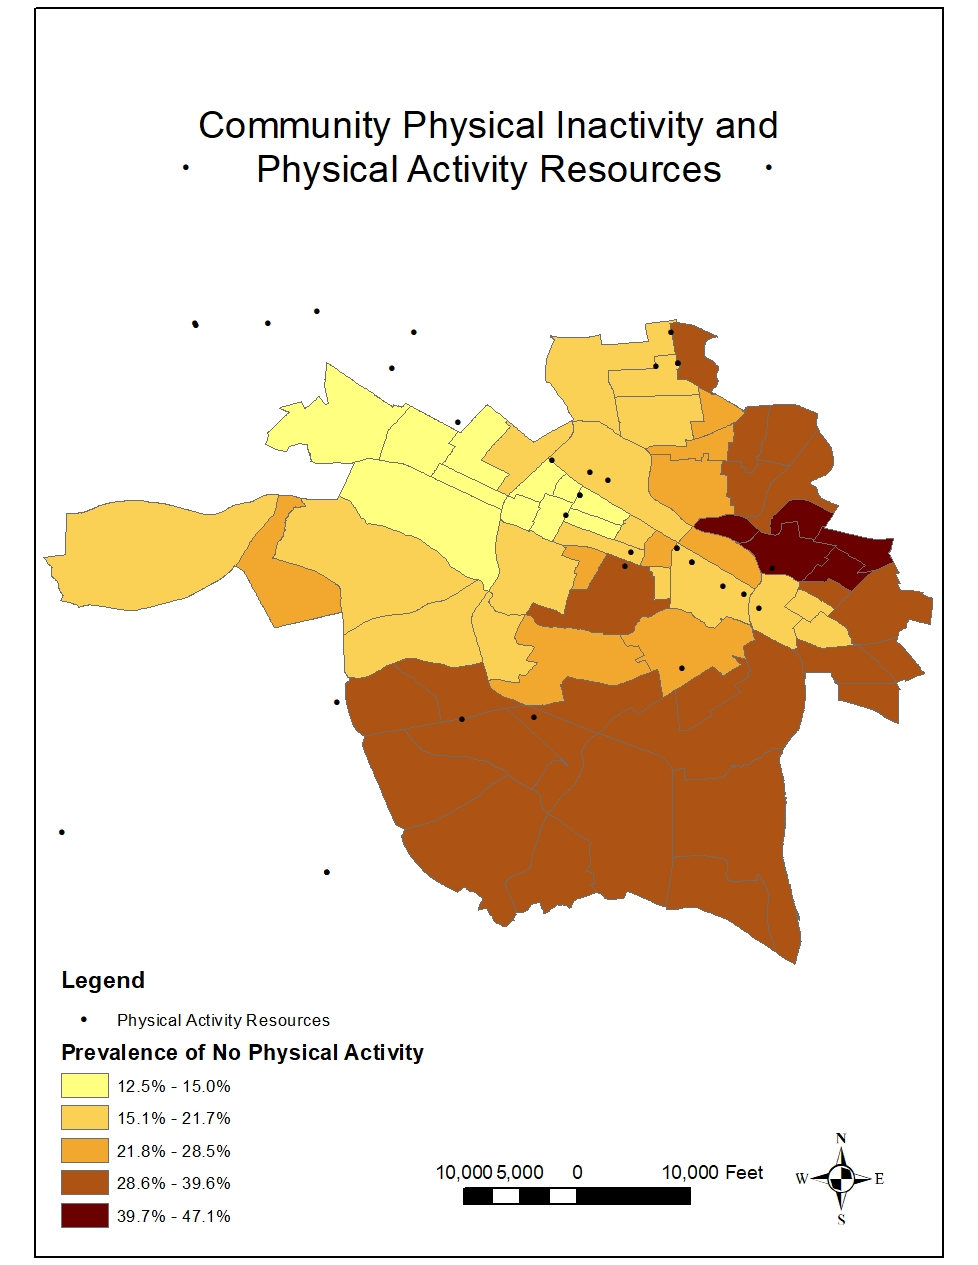 Community Physical Inactivity and
Physical Activity Resources
Legend
Physical Activity Resources
Prevalence of No Physical Activity
12.5% - 15.0%
15.1% - 21.7%
21.8% - 28.5%
28.6% - 39.6%
39.7% - 47.1%
10,000 5,000 0 10,000 Feet
N
W E
S